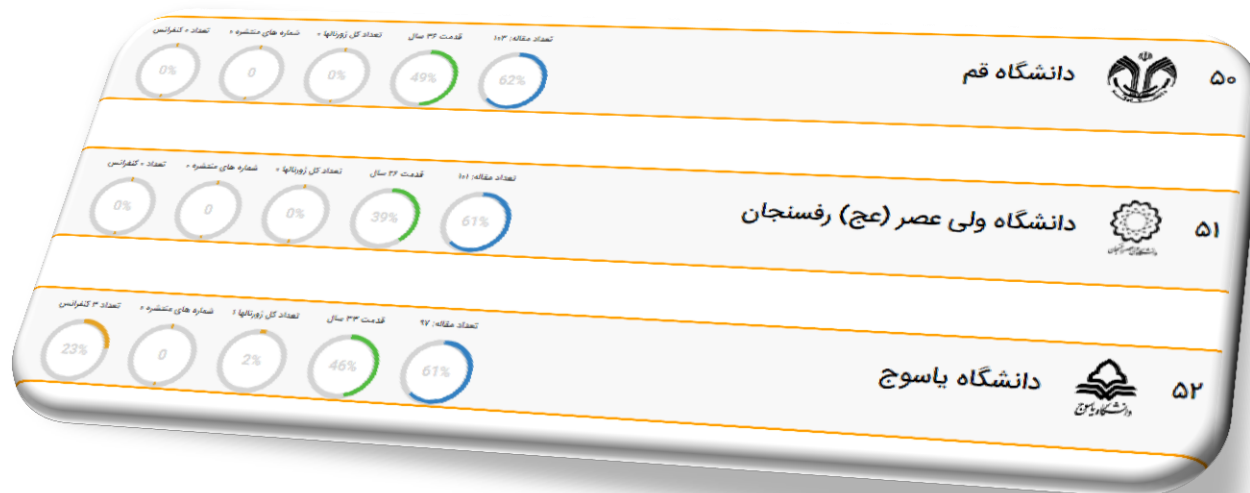 ۵۰
دانشگاه قم
تعداد مقاله: ۱۰۳ قدمت ۳۶ سال تعداد کل ژورنالها ۰ شماره های منتشره ۰ تعداد ۰ کنفرانس
62% 49% 0% 0 0%
۵۱
دانشگاه ولی عصر (عج) رفسنجان
تعداد مقاله: ۱۰۱ قدمت ۲۶ سال تعداد کل ژورنالها ۰ شماره های منتشره ۰ تعداد ۰ کنفرانس
61% 39% 0% 0 0%
۵۲
دانشگاه یاسوج
دانشگاه یاسوج
تعداد مقاله: ۹۷ قدمت ۳۳ سال تعداد کل ژورنالها ۱ شماره های منتشره ۰ تعداد ۳ کنفرانس
61% 46% 2% 0 23%